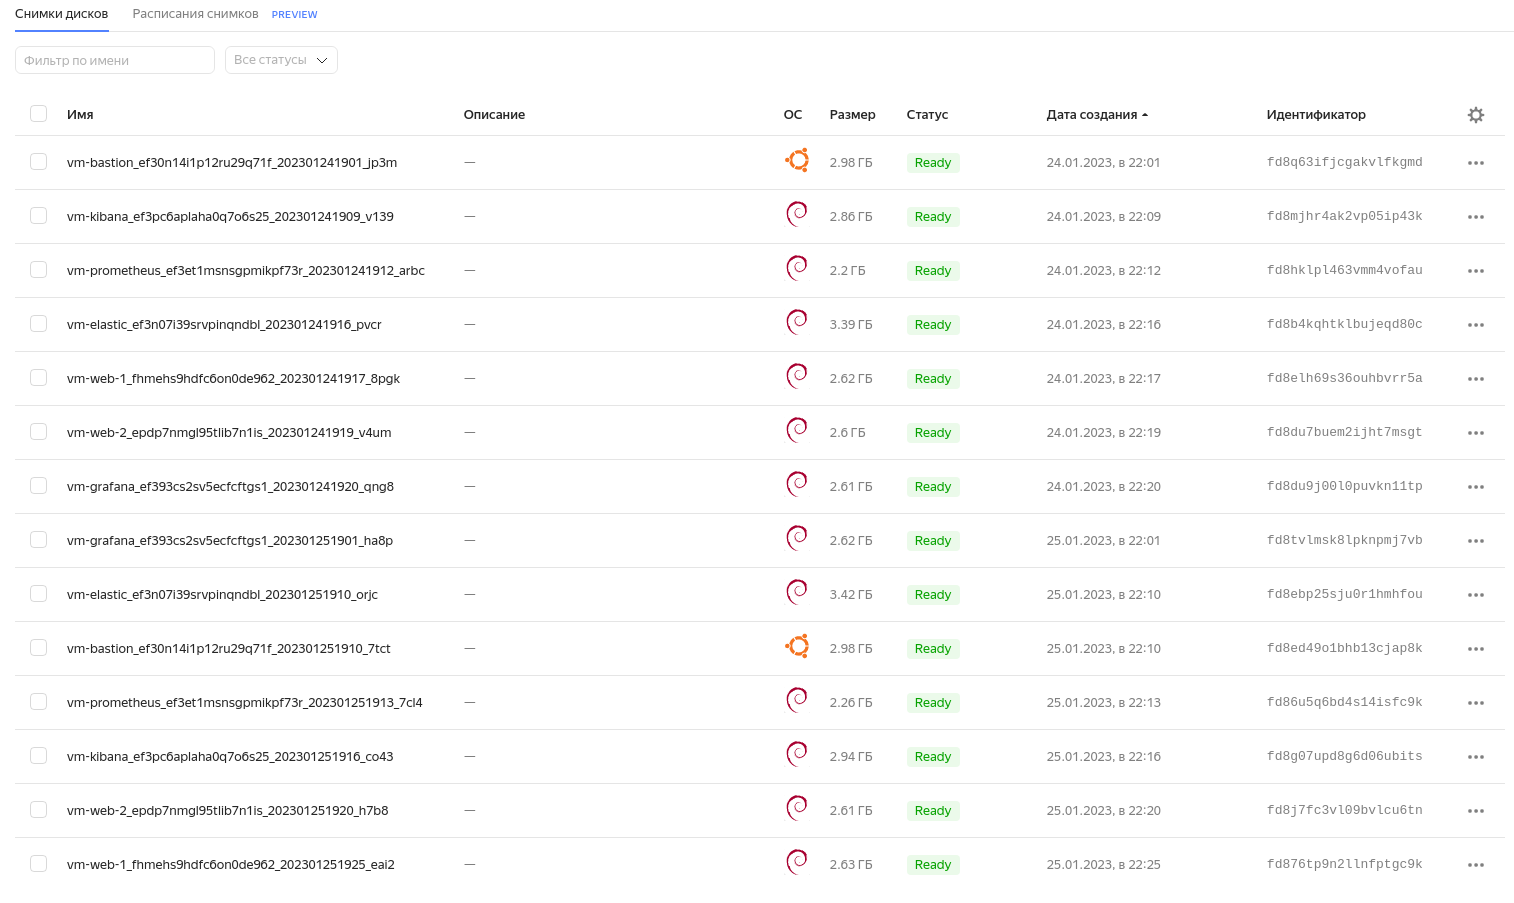 Снимки дисков Расписания снимков PREVIEW
Фильтр по имени Все статусы
Имя Описание ОС Размер Статус Дата создания Идентификатор
vm-bastion_ef30n14i1p12ru29q71f_202301241901_jp3m — 2.98 ГБ Ready 24.01.2023, в 22:01 fd8q63ifjcgakvlfkgmd
vm-kibana_ef3pc6aplaha0q7o6s25_202301241909_v139 — 2.86 ГБ Ready 24.01.2023, в 22:09 fd8mjhr4ak2vp05ip43k
vm-prometheus_ef3et1msnsgpmikpf73r_202301241912_arbc — 2.2 ГБ Ready 24.01.2023, в 22:12 fd8hklpl463vmm4vofau
vm-elastic_ef3n07i39srvpinqndbl_202301241916_pvcr — 3.39 ГБ Ready 24.01.2023, в 22:16 fd8b4kqhtklbujeqd80c
vm-web-1_fhmehs9hdfc6on0de962_202301241917_8pgk — 2.62 ГБ Ready 24.01.2023, в 22:17 fd8elh69s36ouhbvrr5a
vm-web-2_epdp7nmgl95tlib7n1is_202301241919_v4um — 2.6 ГБ Ready 24.01.2023, в 22:19 fd8du7buem2ijht7msgt
vm-grafana_ef393cs2sv5ecfcftgs1_202301241920_qng8 — 2.61 ГБ Ready 24.01.2023, в 22:20 fd8du9j00l0puvkn11tp
vm-grafana_ef393cs2sv5ecfcftgs1_202301251901_ha8p — 2.62 ГБ Ready 25.01.2023, в 22:01 fd8tvlmsk8lpknpmj7vb
vm-elastic_ef3n07i39srvpinqndbl_202301251910_orjc — 3.42 ГБ Ready 25.01.2023, в 22:10 fd8ebp25sju0r1hmhfou
vm-bastion_ef30n14i1p12ru29q71f_202301251910_7tct — 2.98 ГБ Ready 25.01.2023, в 22:10 fd8ed49o1bhb13cjap8k
vm-prometheus_ef3et1msnsgpmikpf73r_202301251913_7cl4 — 2.26 ГБ Ready 25.01.2023, в 22:13 fd86u5q6bd4s14isfc9k
vm-kibana_ef3pc6aplaha0q7o6s25_202301251916_co43 — 2.94 ГБ Ready 25.01.2023, в 22:16 fd8g07upd8g6d06ubits
vm-web-2_epdp7nmgl95tlib7n1is_202301251920_h7b8 — 2.61 ГБ Ready 25.01.2023, в 22:20 fd8j7fc3vl09bvlcu6tn
vm-web-1_fhmehs9hdfc6on0de962_202301251925_eai2 — 2.63 ГБ Ready 25.01.2023, в 22:25 fd876tp9n2llnfptgc9k